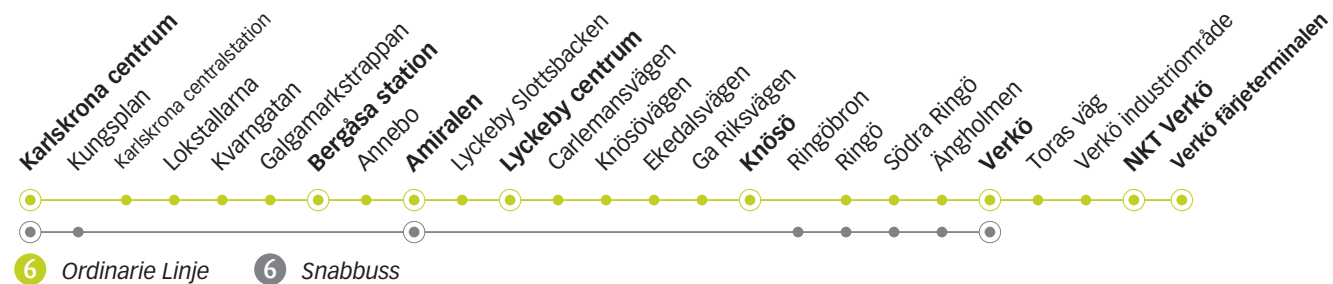 Karlskrona centrum
Kungsplan
Karlskrona centralstation
Lokstallarna
Kvarngatan
Galgamarkstrappan
Bergåsa station
Annebo
Amiralen
Lyckeby Slottsbacken
Lyckeby centrum
Carlemansvägen
Knösövägen
Ekedalsvägen
Ga Riksvägen
Knösö
Ringöbron
Ringö
Södra Ringö
Ängholmen
Verkö
Toras väg
Verkö industriområde
NKT Verkö
Verkö färjeterminalen
6 Ordinarie Linje 6 Snabbuss